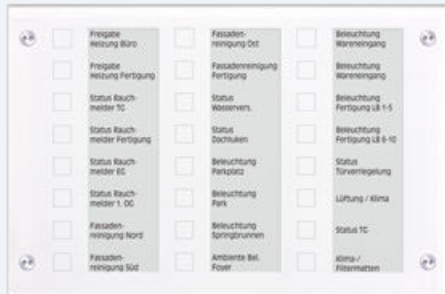 Freigabe
Heizung Büro
Freigabe
Heizung Fertigung
Status Rauch-
melder TG
Status Rauch-
melder Fertigung
Status Rauch-
melder EG
Status Rauch-
melder 1. OG
Fassaden-
reinigung Nord
Fassaden-
reinigung Süd
Fassaden-
reinigung Ost
Fassadenreinigung
Fertigung
Status
Wasservers.
Status
Dachluken
Beleuchtung
Parkplatz
Beleuchtung
Park
Beleuchtung
Springbrunnen
Ambiente Bel.
Foyer
Beleuchtung
Wareneingang
Beleuchtung
Wareneingang
Beleuchtung
Fertigung LB 1-5
Beleuchtung
Fertigung LB 6-10
Status
Türverriegelung
Lüftung / Klima
Status TG
Klima-/
Filtermatten